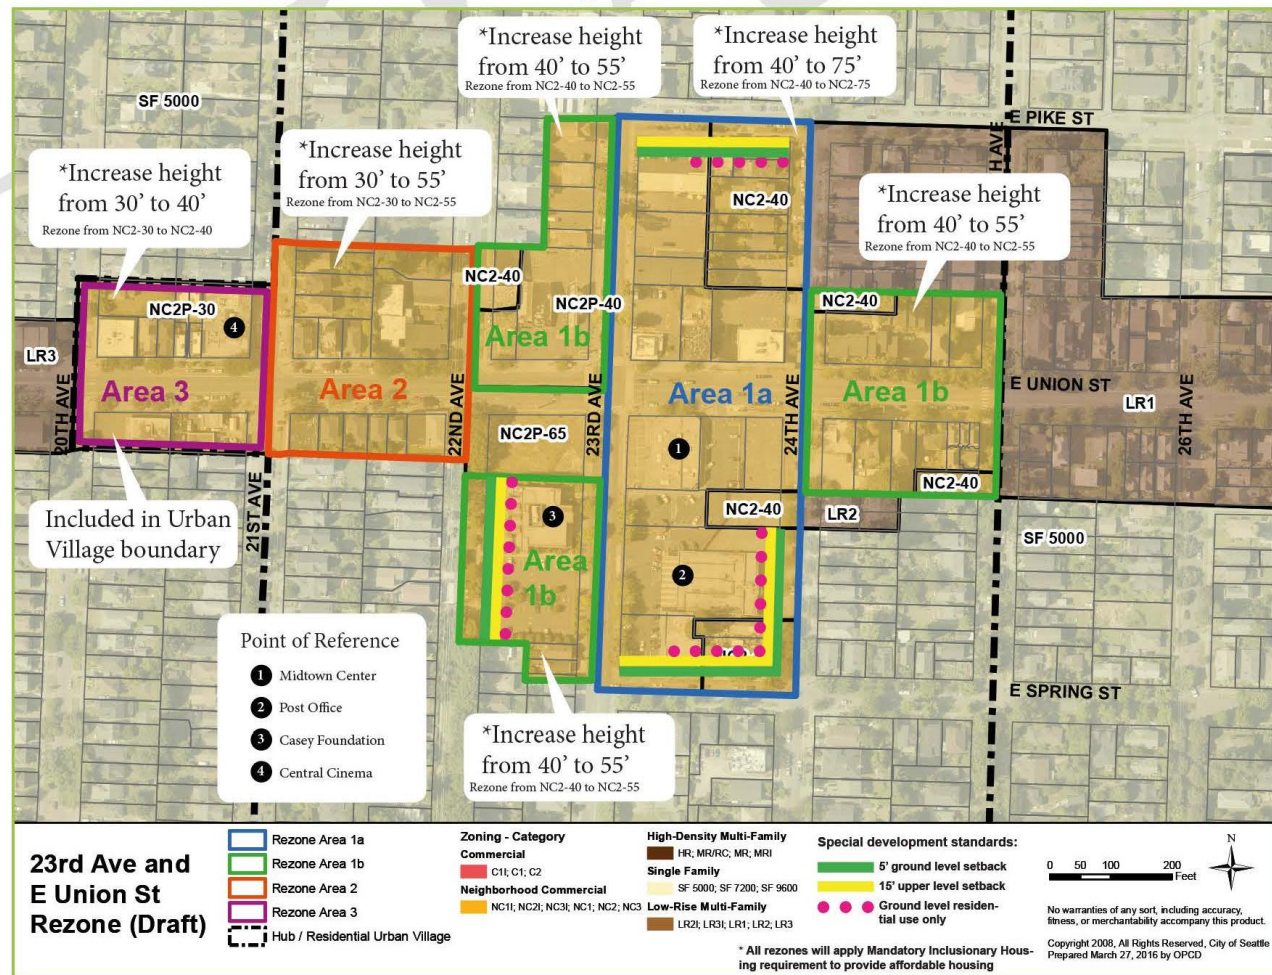 *Increase height
from 40’ to 55’
Rezone from NC2-40 to NC2-55
*Increase height
from 40’ to 75’
Rezone from NC2-40 to NC2-75
SF 5000
E PIKE ST
H AVE
*Increase height
from 30’ to 55’
Rezone from NC2-30 to NC2-55
*Increase height
from 30’ to 40’
Rezone from NC2-30 to NC2-40
*Increase height
from 40’ to 55’
Rezone from NC2-40 to NC2-55
NC2-40
NC2-40
NC2P-40
NC2-40
NC2P-30
4
LR3
Area 1b
Area 3
Area 2
Area 1a
Area 1b
E UNION ST
LR1
20TH AVE
22ND AVE
23RD AVE
24TH AVE
26TH AVE
NC2P-65
1
NC2-40
NC2-40
LR2
21ST AVE
Included in Urban
Village boundary
3
SF 5000
Area
1b
2
E SPRING ST
Point of Reference
1 Midtown Center
2 Post Office
3 Casey Foundation
4 Central Cinema
*Increase height
from 40’ to 55’
Rezone from NC2-40 to NC2-55
23rd Ave and
E Union St
Rezone (Draft)
Rezone Area 1a
Rezone Area 1b
Rezone Area 2
Rezone Area 3
Hub / Residential Urban Village
Zoning - Category
Commercial
C1I; C1; C2
Neighborhood Commercial
NC1I; NC2I; NC3I; NC1; NC2; NC3
High-Density Multi-Family
HR; MR/RC; MR; MRI
Single Family
SF 5000; SF 7200; SF 9600
Low-Rise Multi-Family
LR2I; LR3I; LR1; LR2; LR3
Special development standards:
5’ ground level setback
15’ upper level setback
Ground level residen-
tial use only
* All rezones will apply Mandatory Inclusionary Hous-
ing requirement to provide affordable housing
N
0 50 100 200
Feet
No warranties of any sort, including accuracy,
fitness, or merchantability accompany this product.
Copyright 2008, All Rights Reserved, City of Seattle
Prepared March 27, 2016 by OPCD